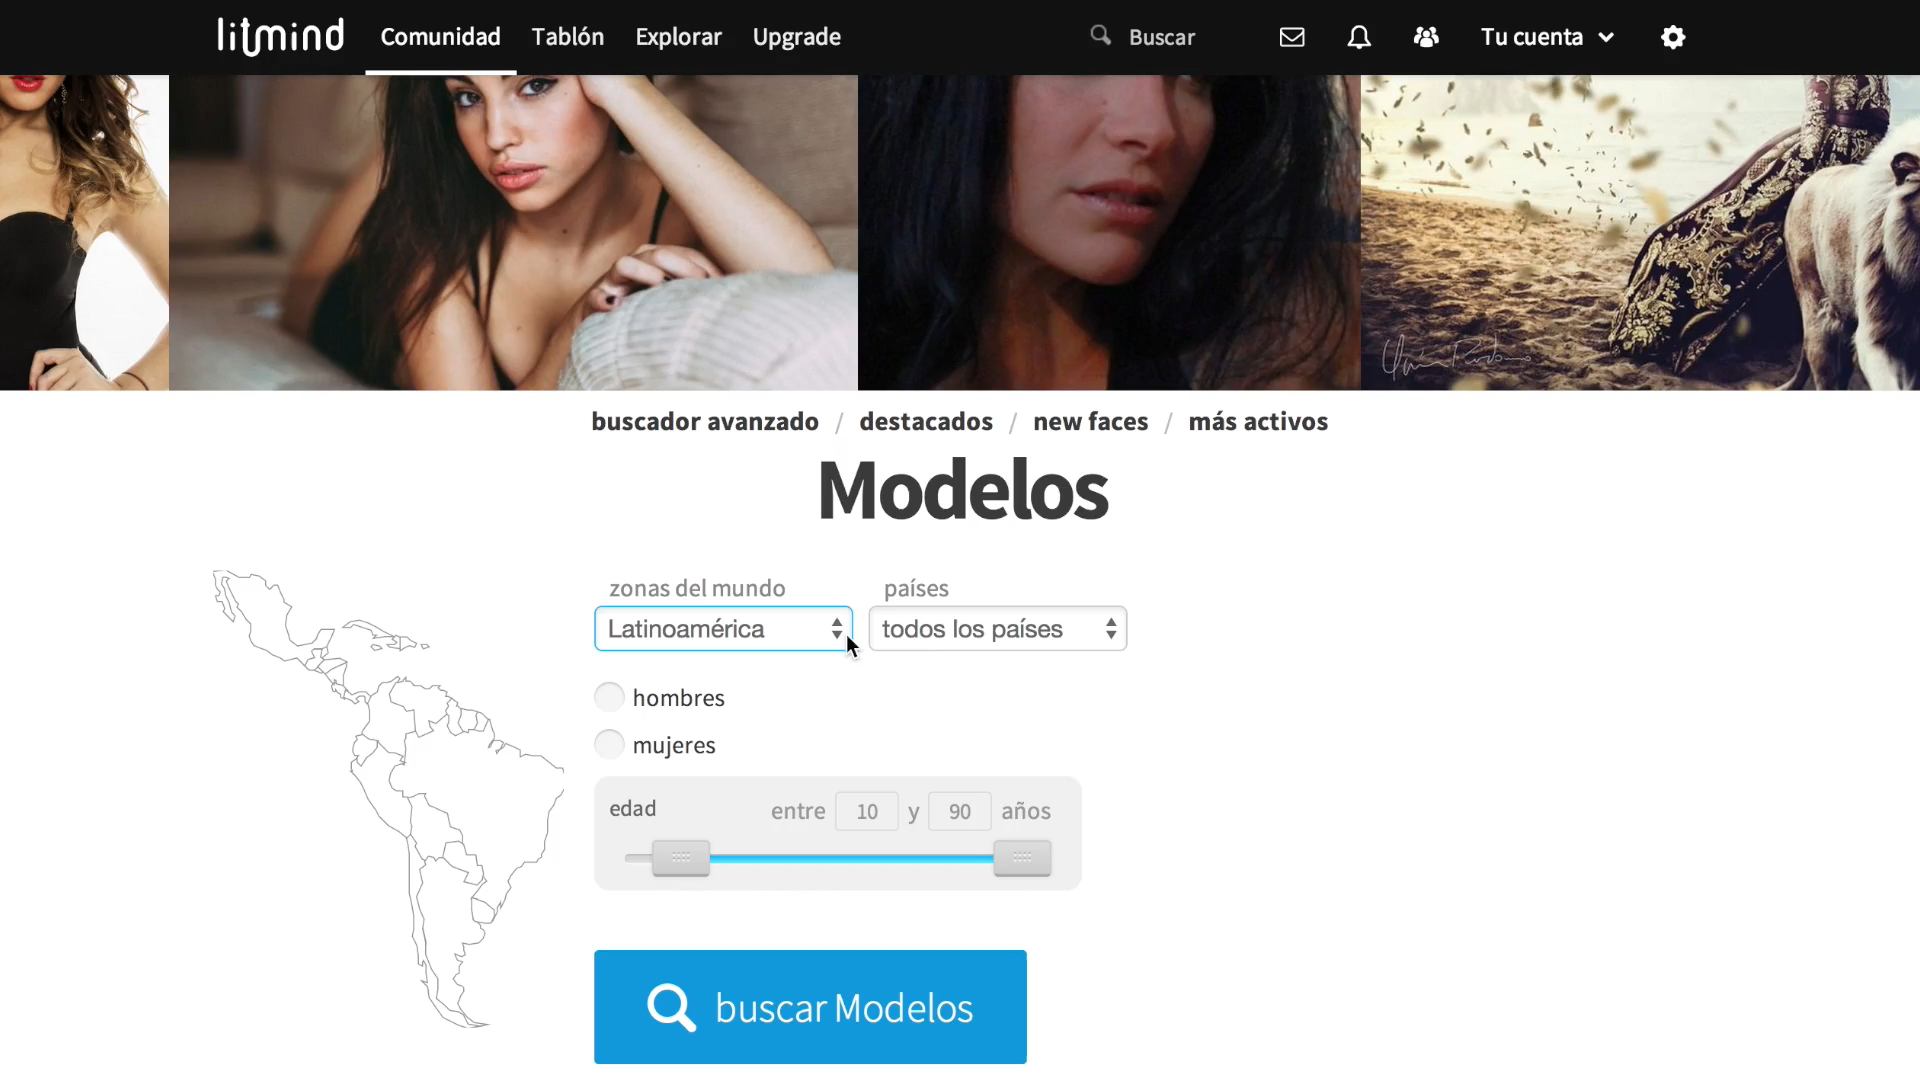 litmind Comunidad Tablón Explorar Upgrade Buscar Tu cuenta
buscador avanzado / destacados / new faces / más activos
Modelos
zonas del mundo países
Latinoamérica todos los países
hombres
mujeres
edad entre 10 y 90 años
buscar Modelos